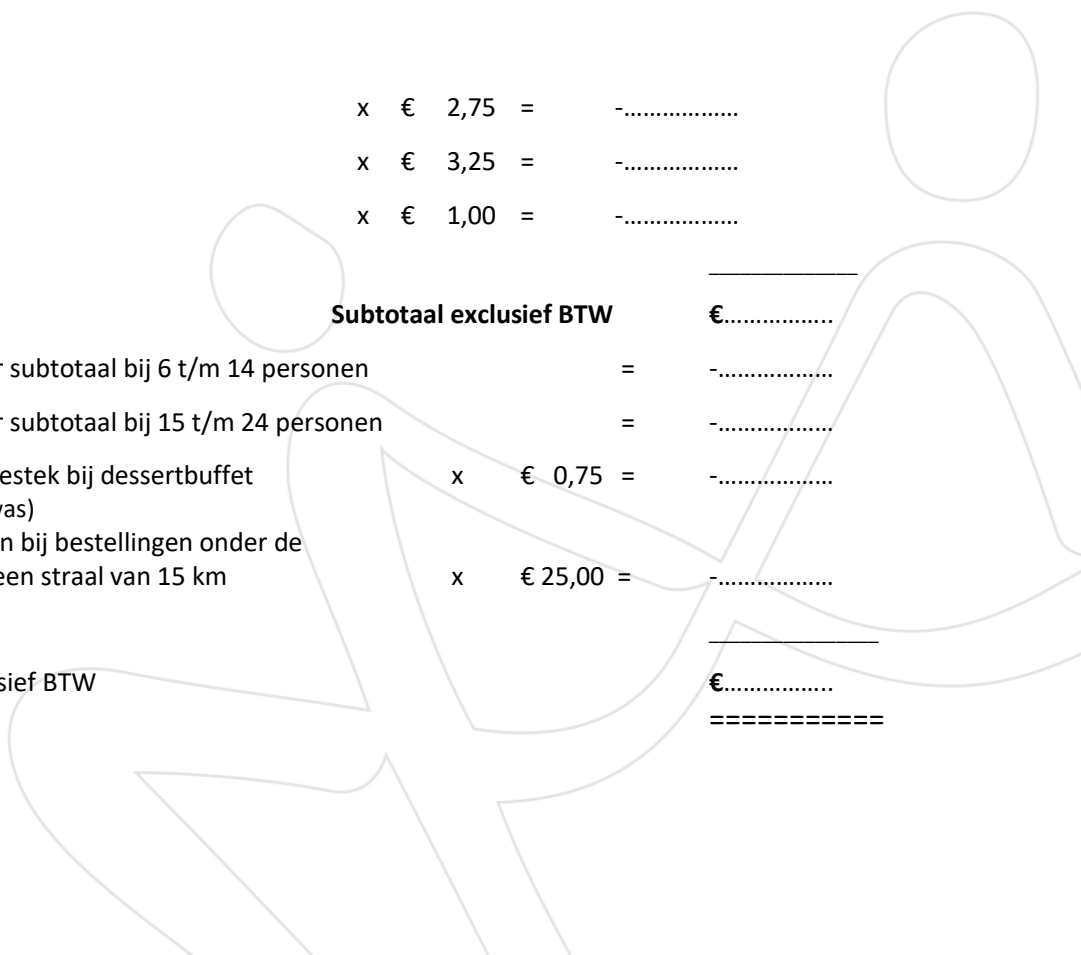 x € 2,75 = -………………
x € 3,25 = -………………
x € 1,00 = -………………
______________
Subtotaal exclusief BTW €……………..
r subtotaal bij 6 t/m 14 personen = -………………
r subtotaal bij 15 t/m 24 personen = -………………
estek bij dessertbuffet x € 0,75 = -………………
vas)
n bij bestellingen onder de
een straal van 15 km x € 25,00 = -………………
________________
sief BTW €……………..
===========